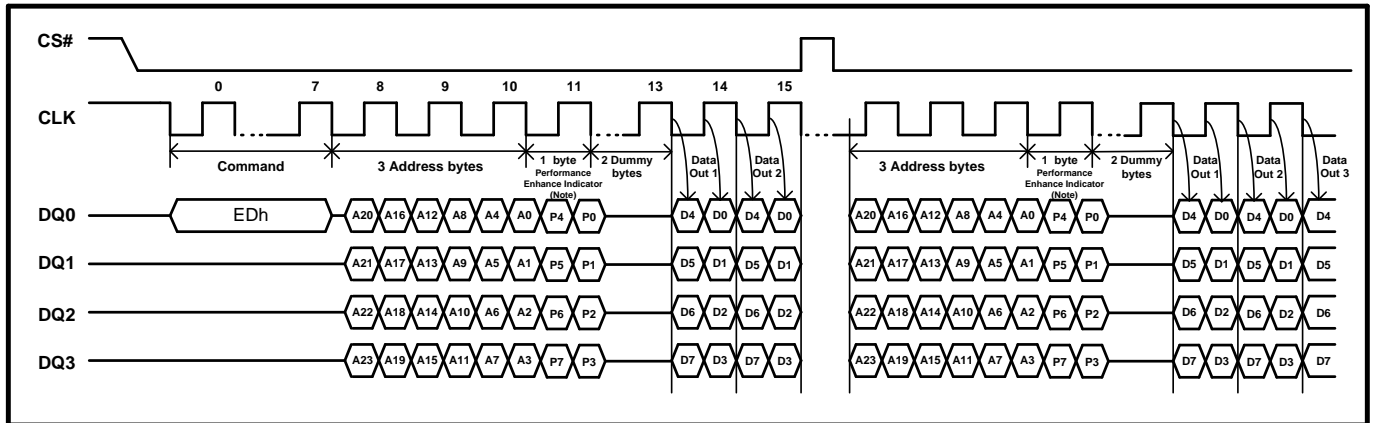 CS#
0 7 8 9 10 11 13 14 15
CLK
Command 3 Address bytes 1 byte Performance Enhance Indicator (Note) 2 Dummy bytes Data Out 1 Data Out 2 3 Address bytes 1 byte Performance Enhance Indicator (Note) 2 Dummy bytes Data Out 1 Data Out 2 Data Out 3
DQ0 EDh A20 A16 A12 A8 A4 A0 P4 P0 D4 D0 D4 D0 A20 A16 A12 A8 A4 A0 P4 P0 D4 D0 D4 D0 D4
DQ1 A21 A17 A13 A9 A5 A1 P5 P1 D5 D1 D5 D1 A21 A17 A13 A9 A5 A1 P5 P1 D5 D1 D5 D1 D5
DQ2 A22 A18 A14 A10 A6 A2 P6 P2 D6 D2 D6 D2 A22 A18 A14 A10 A6 A2 P6 P2 D6 D2 D6 D2 D6
DQ3 A23 A19 A15 A11 A7 A3 P7 P3 D7 D3 D7 D3 A23 A19 A15 A11 A7 A3 P7 P3 D7 D3 D7 D3 D7